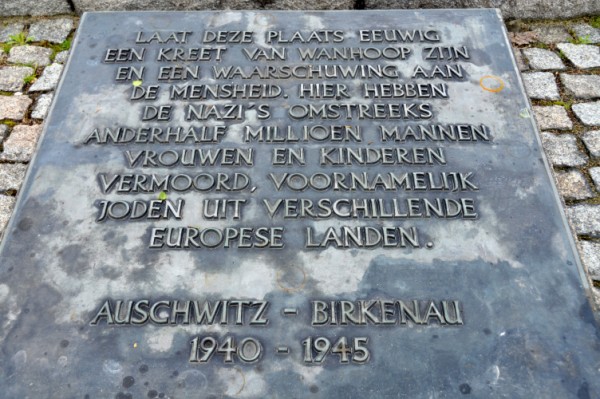 LAAT DEZE PLAATS EEUWIG
EEN KREET VAN WANHOOP ZIJN
EN EEN WAARSCHUWING AAN
DE MENSHEID. HIER HEBBEN
DE NAZI'S OMSTREEKS
ANDERHALF MILLIOEN MANNEN
VROUWEN EN KINDEREN
VERMOORD, VOORNAMELIJK
JODEN UIT VERSCHILLENDE
EUROPESE LANDEN.
AUSCHWITZ - BIRKENAU
1940 - 1945